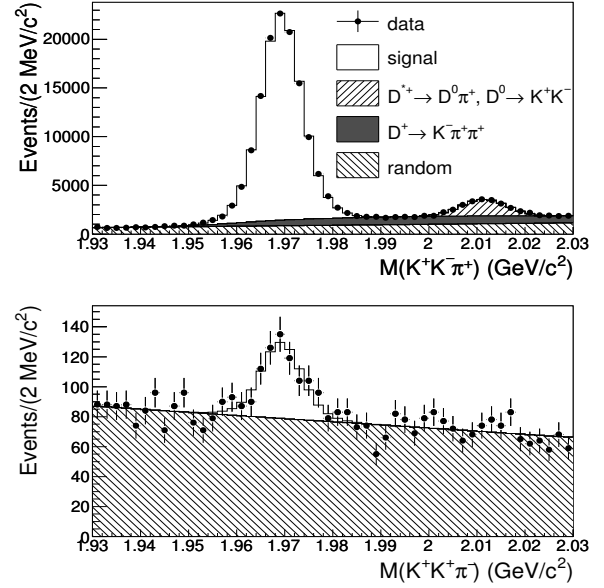 Events/(2 MeV/c²)
20000
15000
10000
5000
0
data
signal
D*⁺→ D⁰π⁺, D⁰→ K⁺K⁻
D⁺→ K⁻π⁺π⁺
random
1.93 1.94 1.95 1.96 1.97 1.98 1.99 2 2.01 2.02 2.03
M(K⁺K⁻π⁺) (GeV/c²)
Events/(2 MeV/c²)
140
120
100
80
60
40
20
0
1.93 1.94 1.95 1.96 1.97 1.98 1.99 2 2.01 2.02 2.03
M(K⁺K⁺π⁻) (GeV/c²)